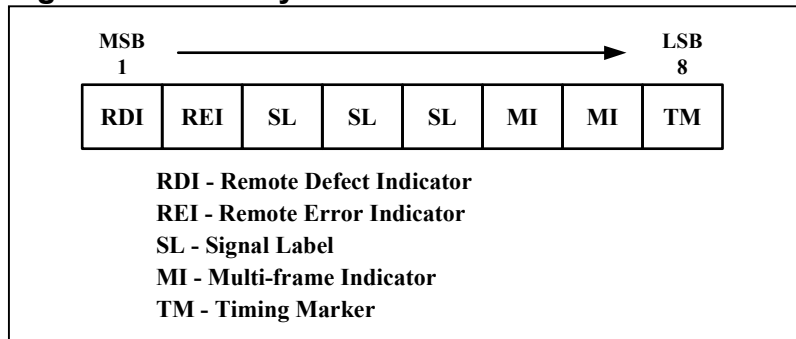 MSB LSB
1 8
RDI REI SL SL SL MI MI TM
RDI - Remote Defect Indicator
REI - Remote Error Indicator
SL - Signal Label
MI - Multi-frame Indicator
TM - Timing Marker